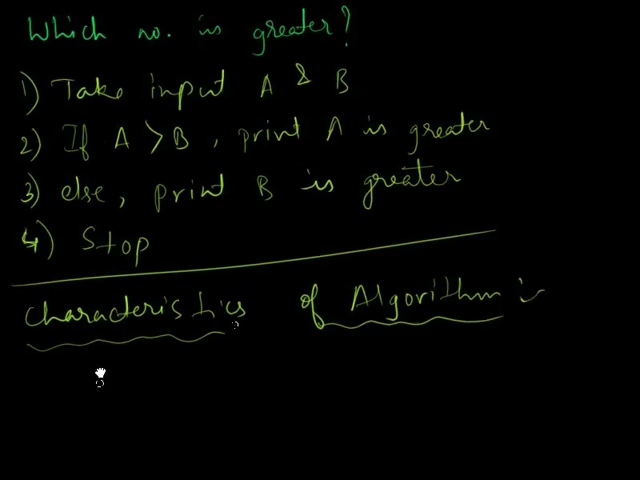 Which no. is greater?
1) Take input A & B
2) If A > B, print A is greater
3) else, print B is greater
4) Stop
Characteristics of Algorithm :-